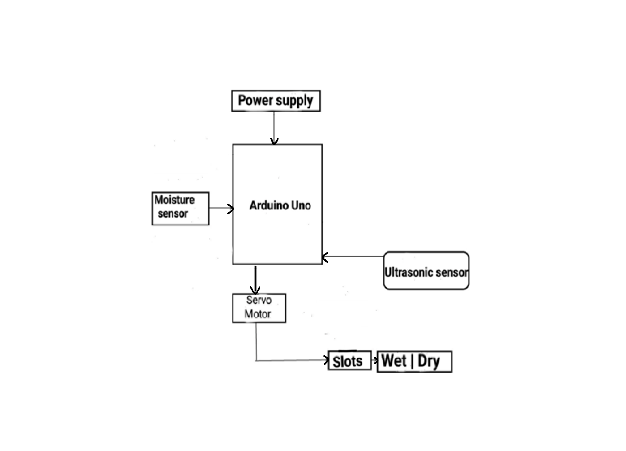 Power supply
Moisture
sensor
Arduino Uno
Ultrasonic sensor
Servo
Motor
Slots
Wet | Dry